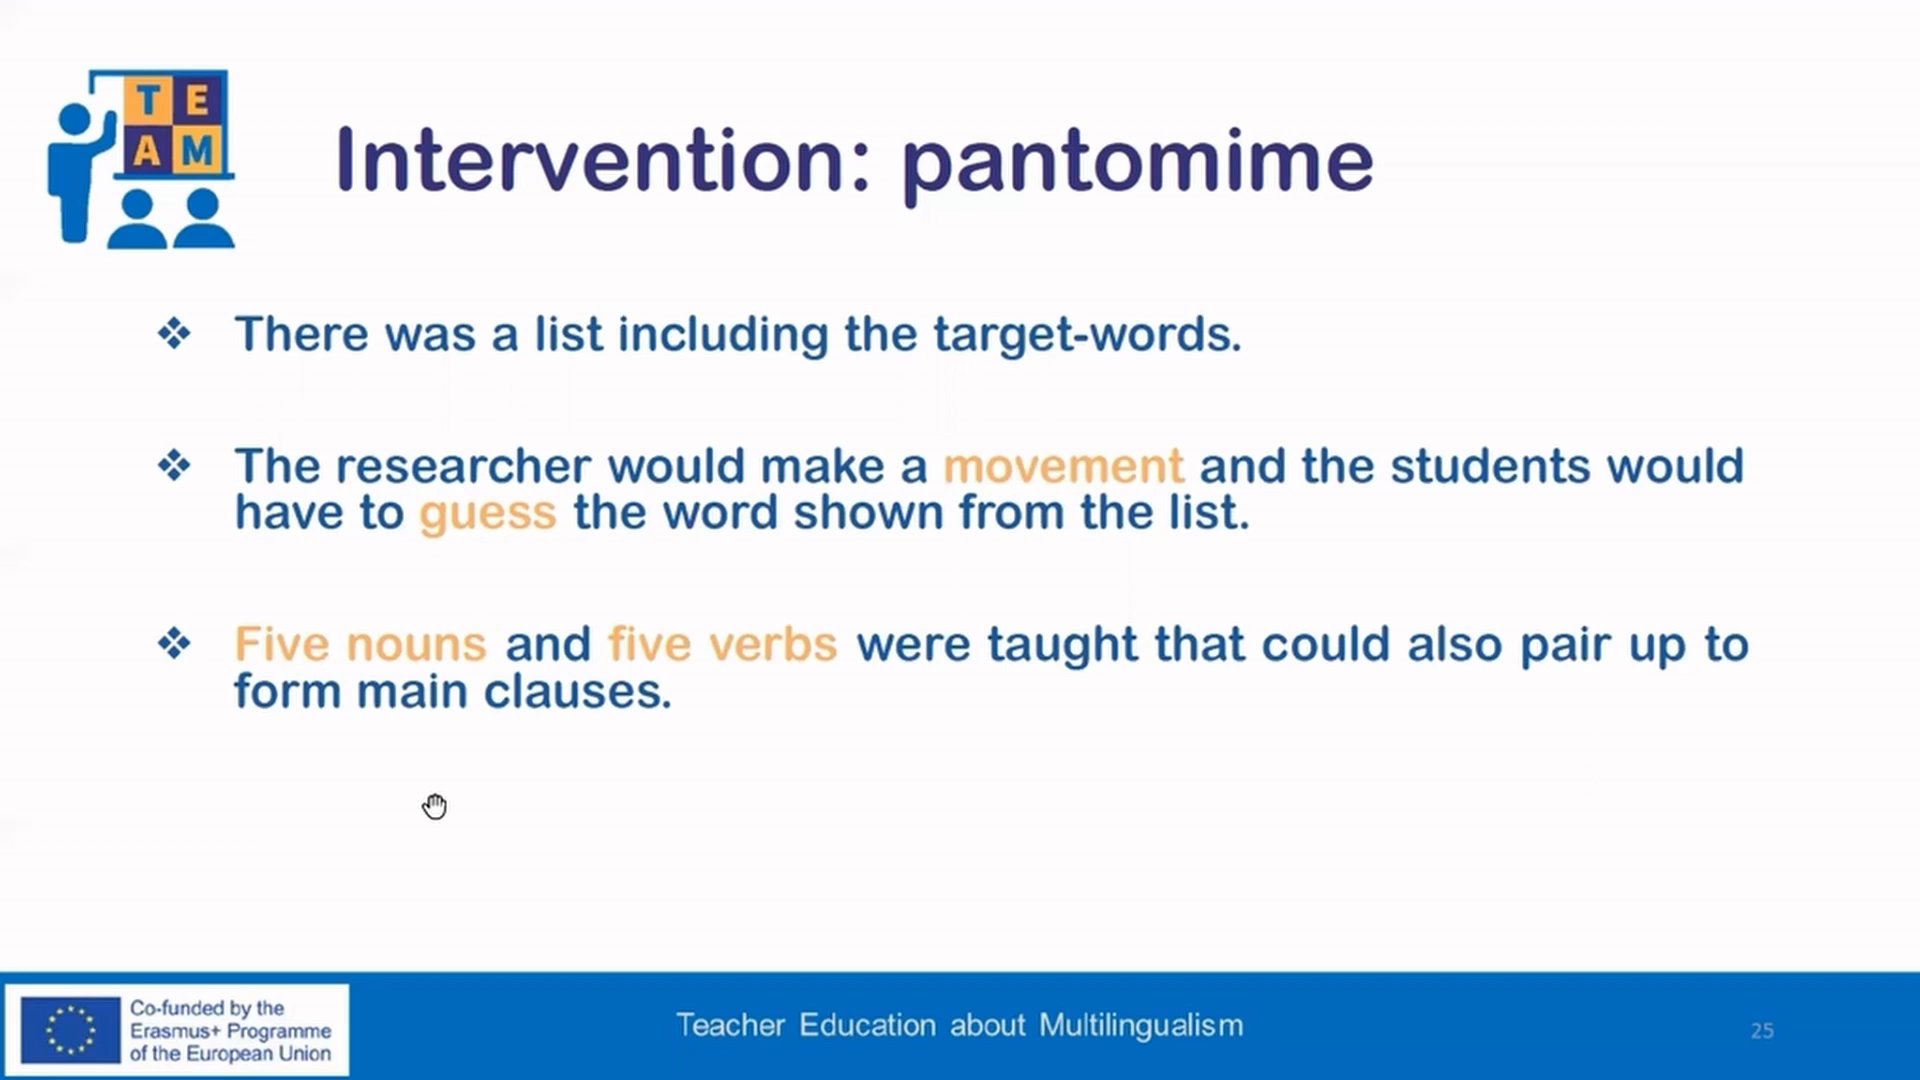 T E
A M
Intervention: pantomime
There was a list including the target-words.
The researcher would make a movement and the students would
have to guess the word shown from the list.
Five nouns and five verbs were taught that could also pair up to
form main clauses.
Co-funded by the
Erasmus+ Programme
of the European Union
Teacher Education about Multilingualism
25